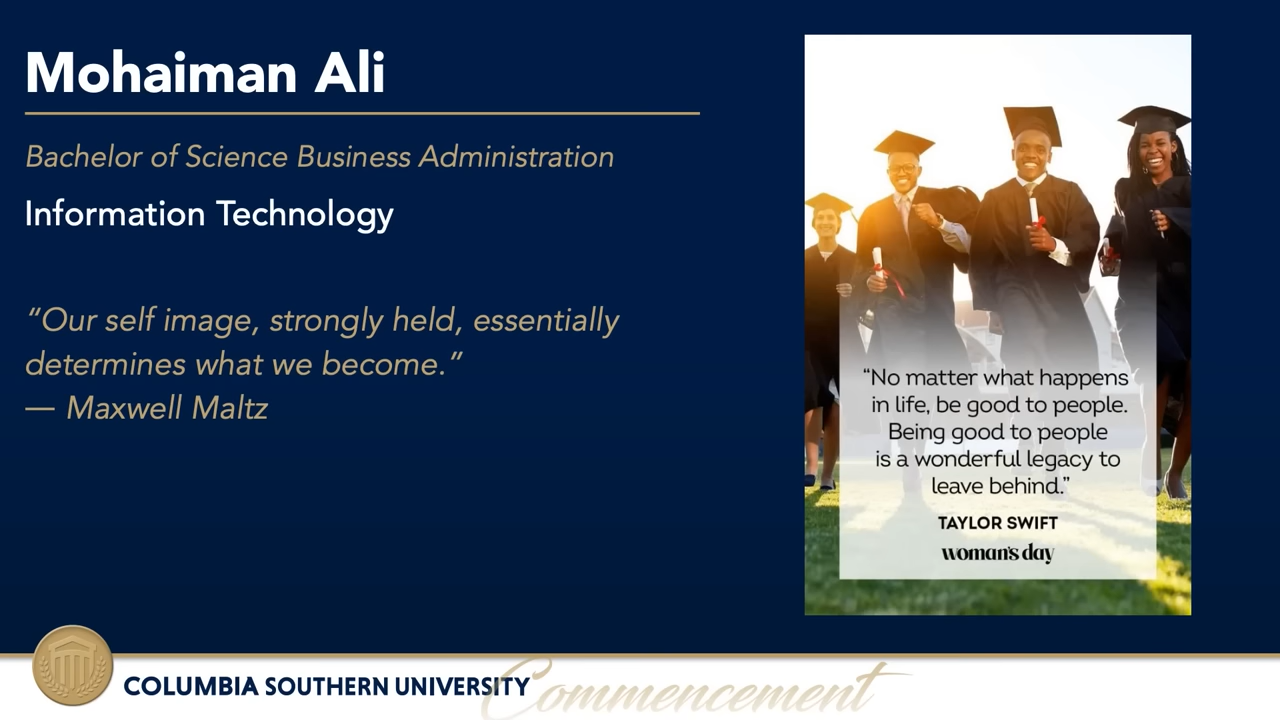 Mohaiman Ali
Bachelor of Science Business Administration
Information Technology
“Our self image, strongly held, essentially
determines what we become.”
— Maxwell Maltz
“No matter what happens
in life, be good to people.
Being good to people
is a wonderful legacy to
leave behind.”
TAYLOR SWIFT
woman's day
COLUMBIA SOUTHERN UNIVERSITY
Commencement